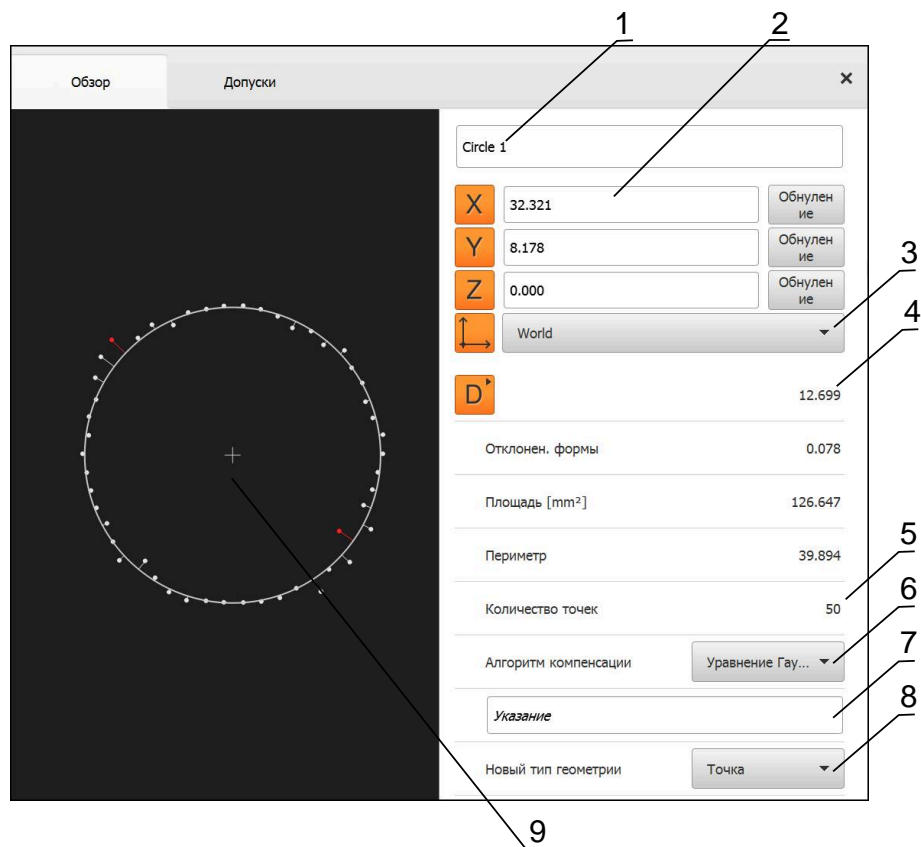 1
2
Обзор
Допуски
×
Circle 1
X
32.321
Обнулен
ие
Y
8.178
Обнулен
ие
3
Z
0.000
Обнулен
ие
4
World
D
12.699
Отклонен. формы
0.078
Площадь [mm²]
126.647
5
Периметр
39.894
6
Количество точек
50
7
Алгоритм компенсации
Уравнение Гау...
8
Указание
Новый тип геометрии
Точка
9